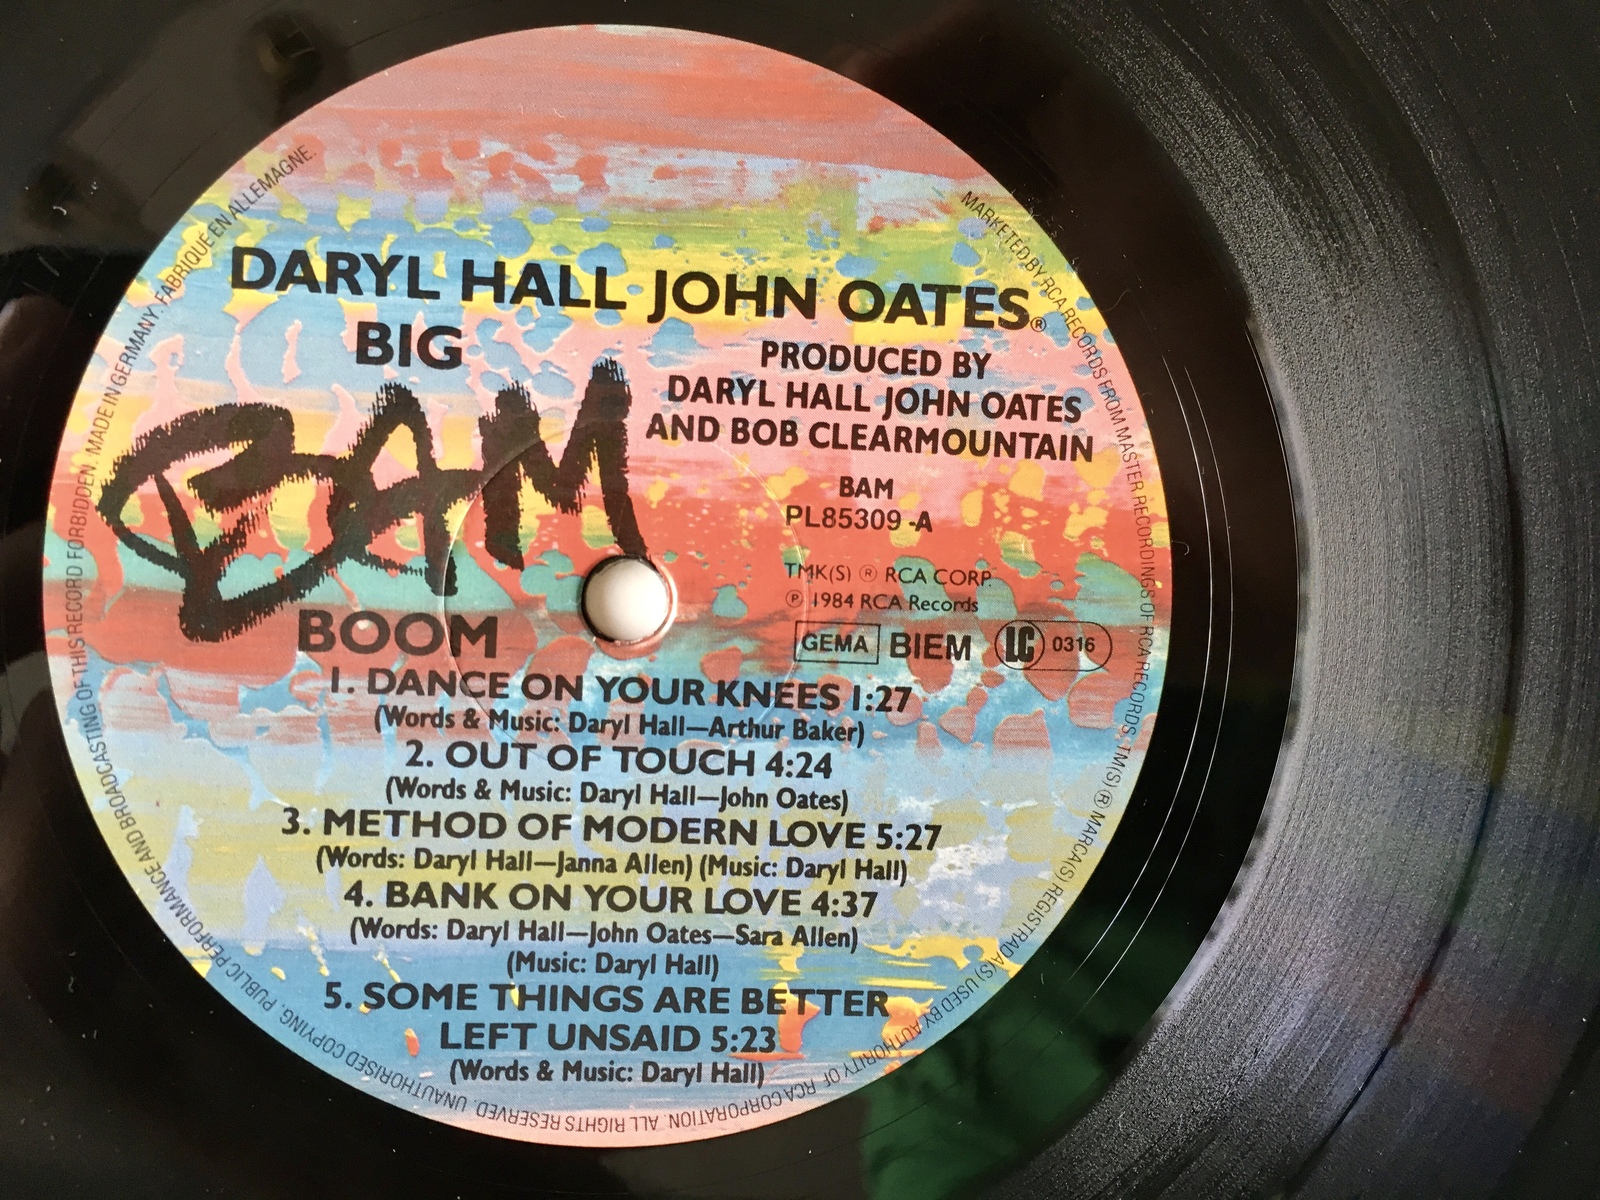 DARYL HALL JOHN OATES®
BIG
BAM
BOOM
PRODUCED BY
DARYL HALL JOHN OATES
AND BOB CLEARMOUNTAIN
BAM
PL85309 -A
TMK(S) ® RCA CORP.
℗ 1984 RCA Records
GEMA BIEM LC 0316
1. DANCE ON YOUR KNEES 1:27
(Words & Music: Daryl Hall—Arthur Baker)
2. OUT OF TOUCH 4:24
(Words & Music: Daryl Hall—John Oates)
3. METHOD OF MODERN LOVE 5:27
(Words: Daryl Hall—Janna Allen) (Music: Daryl Hall)
4. BANK ON YOUR LOVE 4:37
(Words: Daryl Hall—John Oates—Sara Allen)
(Music: Daryl Hall)
5. SOME THINGS ARE BETTER
LEFT UNSAID 5:23
(Words & Music: Daryl Hall)
MARKETED BY RCA RECORDS FROM MASTER RECORDINGS OF RCA RECORDS. TM(S) ® MARCA(S) REGISTRADA(S) USED BY AUTHORITY OF RCA CORPORATION. ALL RIGHTS RESERVED. UNAUTHORISED COPYING, PUBLIC PERFORMANCE AND BROADCASTING OF THIS RECORD FORBIDDEN. MADE IN GERMANY. FABRIQUÉ EN ALLEMAGNE.